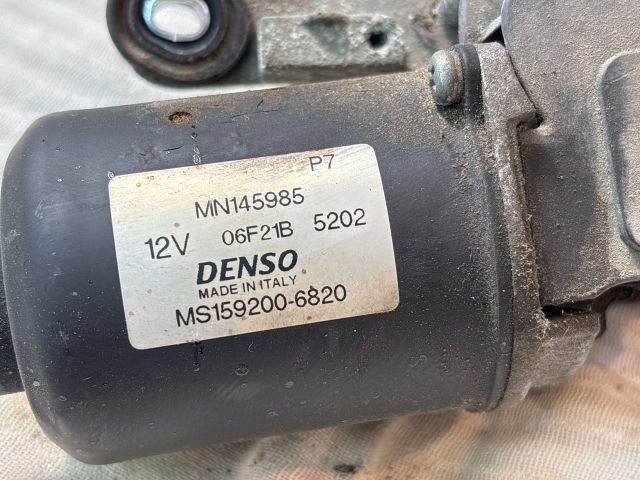 P7
MN145985
12V 06F21B 5202
DENSO
MADE IN ITALY
MS159200-6820